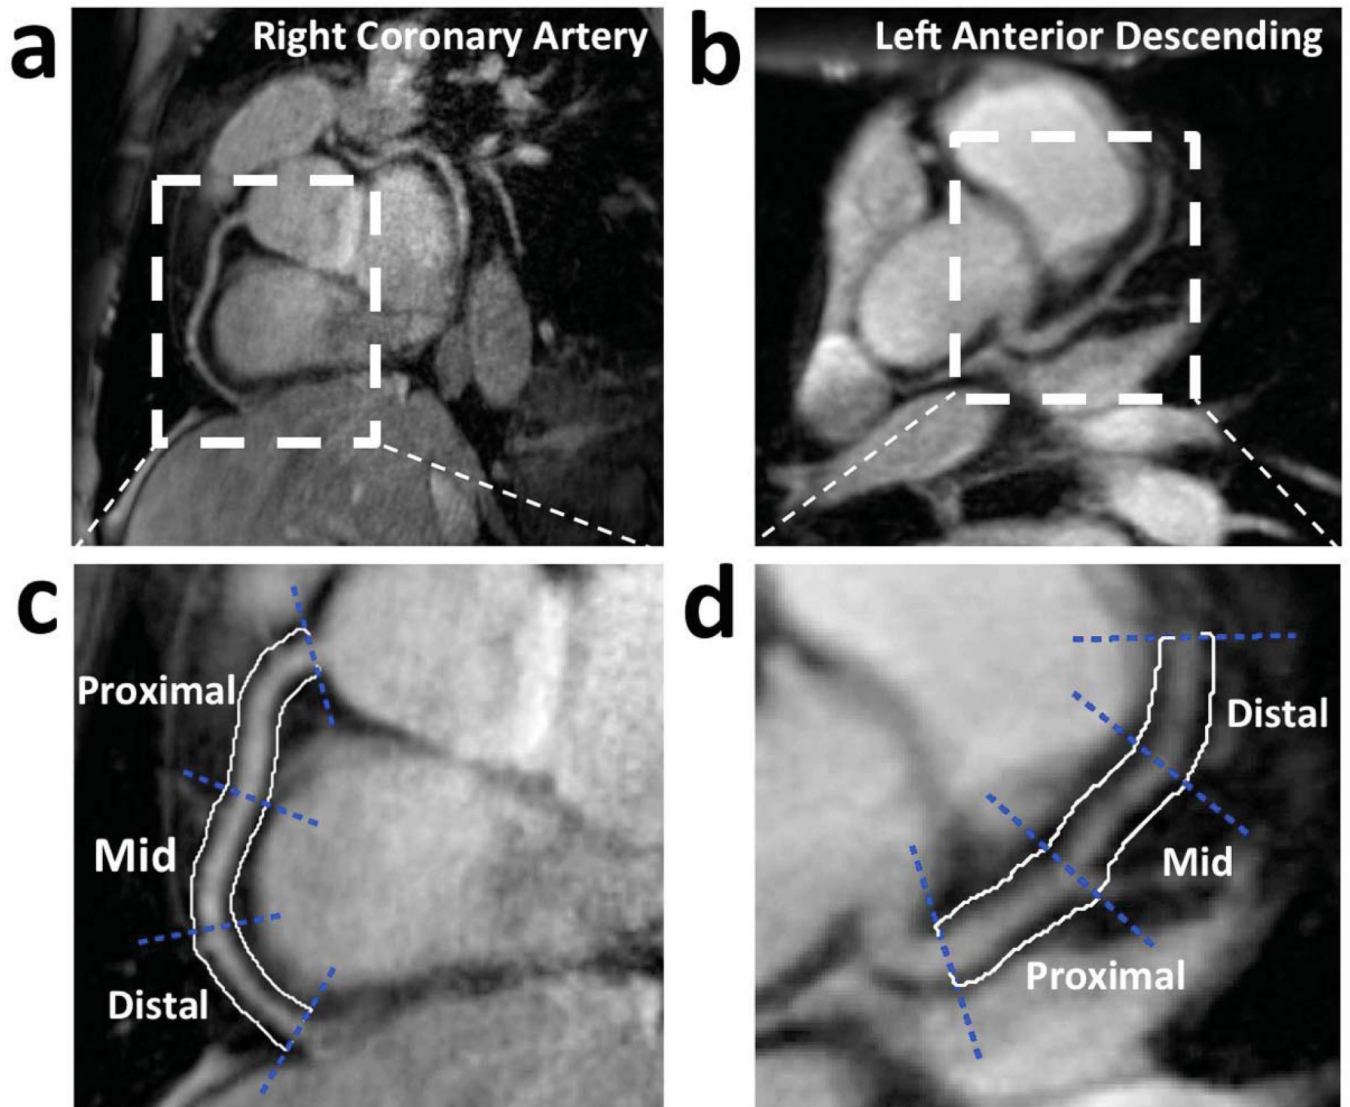 a
Right Coronary Artery
b
Left Anterior Descending
c
Proximal
Mid
Distal
d
Distal
Mid
Proximal